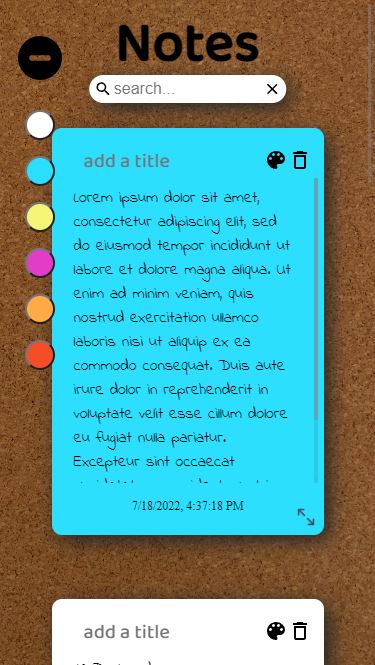 Notes
search...
add a title
Lorem ipsum dolor sit amet,
consectetur adipiscing elit, sed
do eiusmod tempor incididunt ut
labore et dolore magna aliqua. Ut
enim ad minim veniam, quis
nostrud exercitation ullamco
laboris nisi ut aliquip ex ea
commodo consequat. Duis aute
irure dolor in reprehenderit in
voluptate velit esse cillum dolore
eu fugiat nulla pariatur.
Excepteur sint occaecat
7/18/2022, 4:37:18 PM
add a title